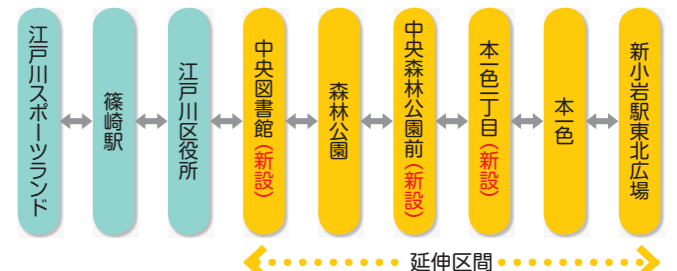 江戸川スポーツランド
篠崎駅
江戸川区役所
中央図書館(新設)
森林公園
中央森林公園前(新設)
本一色一丁目(新設)
本一色
新小岩駅東北広場
延伸区間